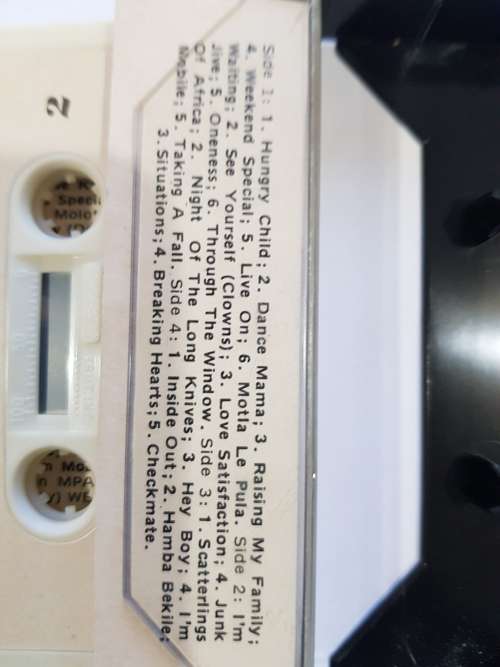 Side 1: 1. Hungry Child; 2. Dance Mama; 3. Raising My Family;
4. Weekend Special; 5. Live On; 6. Motla Le Pula. Side 2: I'm
Waiting; 2. See Yourself (Clowns); 3. Love Satisfaction; 4. Junk
Jive; 5. Oneness; 6. Through The Window. Side 3: 1. Scatterlings
Of Africa; 2. Night Of The Long Knives; 3. Hey Boy; 4. I'm
Mobile; 5. Taking A Fall. Side 4: 1. Inside Out; 2. Hamba Bekile;
3. Situations; 4. Breaking Hearts; 5. Checkmate.
2
Speci
Molo
MPA